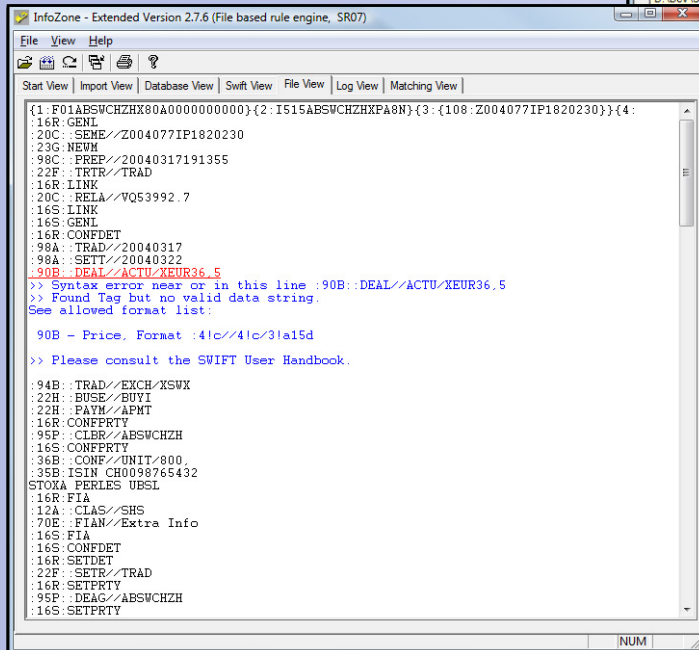 InfoZone - Extended Version 2.7.6 (File based rule engine, SR07)
File View Help
Start View Import View Database View Swift View File View Log View Matching View
{1:F01ABSWCHZHX80A0000000000}{2:I515ABSWCHZHXPA8N}{3:{108:Z004077IP1820230}}{4:
:16R:GENL
:20C::SEME//Z004077IP1820230
:23G:NEWM
:98C::PREP//20040317191355
:22F::TRTR//TRAD
:16R:LINK
:20C::RELA//VQ53992.7
:16S:LINK
:16S:GENL
:16R:CONFDET
:98A::TRAD//20040317
:98A::SETT//20040322
:90B::DEAL//ACTU/XEUR36,5
>> Syntax error near or in this line :90B::DEAL//ACTU/XEUR36,5
>> Found Tag but no valid data string.
See allowed format list:
90B - Price, Format :4!c//4!c/3!a15d
>> Please consult the SWIFT User Handbook.
:94B::TRAD//EXCH/XSWX
:22H::BUSE//BUYI
:22H::PAYM//APMT
:16R:CONFPRTY
:95P::CLBR//ABSWCHZH
:16S:CONFPRTY
:36B::CONF//UNIT/800,
:35B:ISIN CH0098765432
STOXA PERLES UBSL
:16R:FIA
:12A::CLAS//SHS
:70E::FIAN//Extra Info
:16S:FIA
:16S:CONFDET
:16R:SETDET
:22F::SETR//TRAD
:16R:SETPRTY
:95P::DEAG//ABSWCHZH
:16S:SETPRTY
NUM